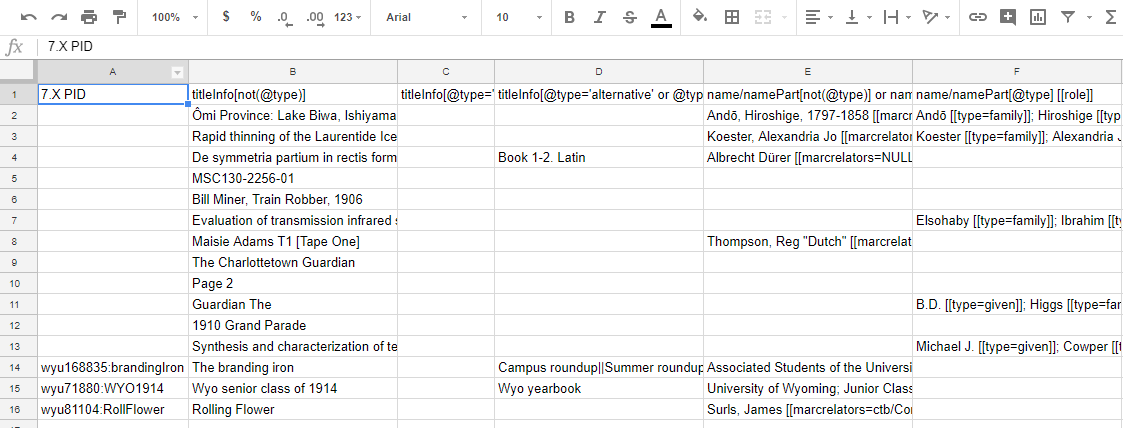 100% $ % .0 .00 123 Arial 10 B I S A Σ
fx 7.X PID
A B C D E F
1 7.X PID titleInfo[not(@type)] titleInfo[@type=' titleInfo[@type='alternative' or @typ name/namePart[not(@type)] or nam name/namePart[@type] [[role]]
2 Ômi Province: Lake Biwa, Ishiyama Andō, Hiroshige, 1797-1858 [[marcr Andō [[type=family]]; Hiroshige [[typ
3 Rapid thinning of the Laurentide Ice Koester, Alexandria Jo [[marcrelator Koester [[type=family]]; Alexandria J
4 De symmetria partium in rectis form Book 1-2. Latin Albrecht Dürer [[marcrelators=NULL
5 MSC130-2256-01
6 Bill Miner, Train Robber, 1906
7 Evaluation of transmission infrared s Elsohaby [[type=family]]; Ibrahim [[ty
8 Maisie Adams T1 [Tape One] Thompson, Reg "Dutch" [[marcrelat
9 The Charlottetown Guardian
10 Page 2
11 Guardian The B.D. [[type=given]]; Higgs [[type=far
12 1910 Grand Parade
13 Synthesis and characterization of te Michael J. [[type=given]]; Cowper [[t
14 wyu168835:brandingIron The branding iron Campus roundup||Summer roundup Associated Students of the Universi
15 wyu71880:WYO1914 Wyo senior class of 1914 Wyo yearbook University of Wyoming; Junior Class
16 wyu81104:RollFlower Rolling Flower Surls, James [[marcrelators=ctb/Co